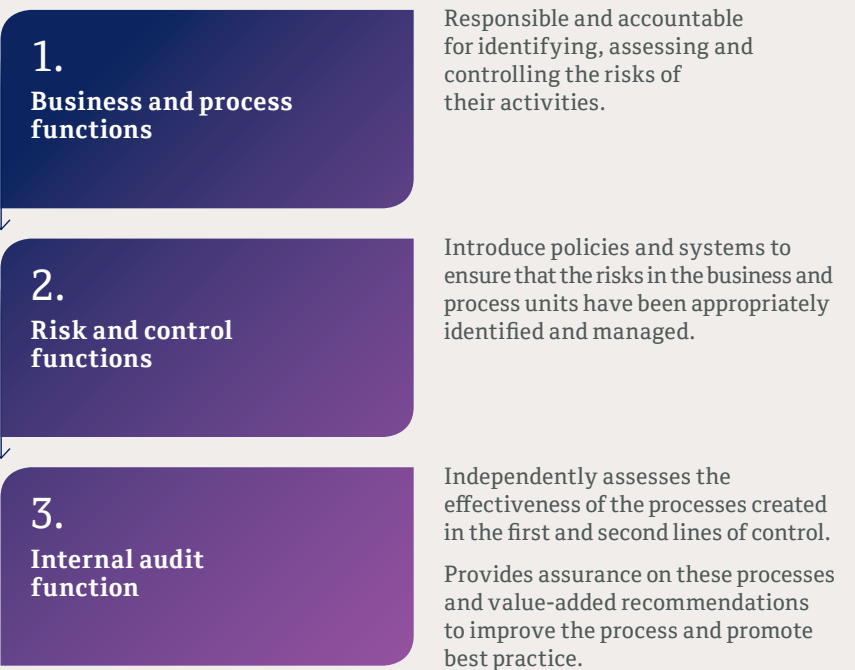 1.
Business and process
functions
Responsible and accountable
for identifying, assessing and
controlling the risks of
their activities.
2.
Risk and control
functions
Introduce policies and systems to
ensure that the risks in the business and
process units have been appropriately
identified and managed.
3.
Internal audit
function
Independently assesses the
effectiveness of the processes created
in the first and second lines of control.
Provides assurance on these processes
and value-added recommendations
to improve the process and promote
best practice.